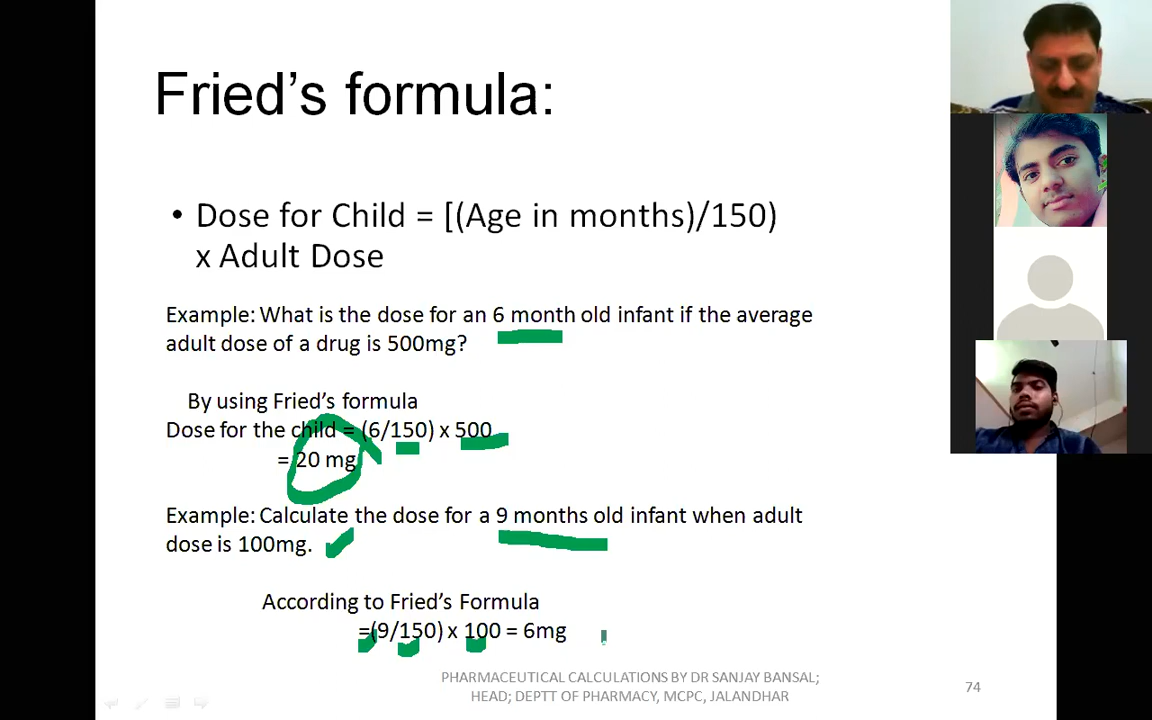 Fried's formula:
• Dose for Child = [(Age in months)/150)
x Adult Dose
Example: What is the dose for an 6 month old infant if the average
adult dose of a drug is 500mg?
By using Fried's formula
Dose for the child = (6/150) x 500
= 20 mg
Example: Calculate the dose for a 9 months old infant when adult
dose is 100mg.
According to Fried's Formula
=(9/150) x 100 = 6mg
PHARMACEUTICAL CALCULATIONS BY DR SANJAY BANSAL;
HEAD; DEPTT OF PHARMACY, MCPC, JALANDHAR
74